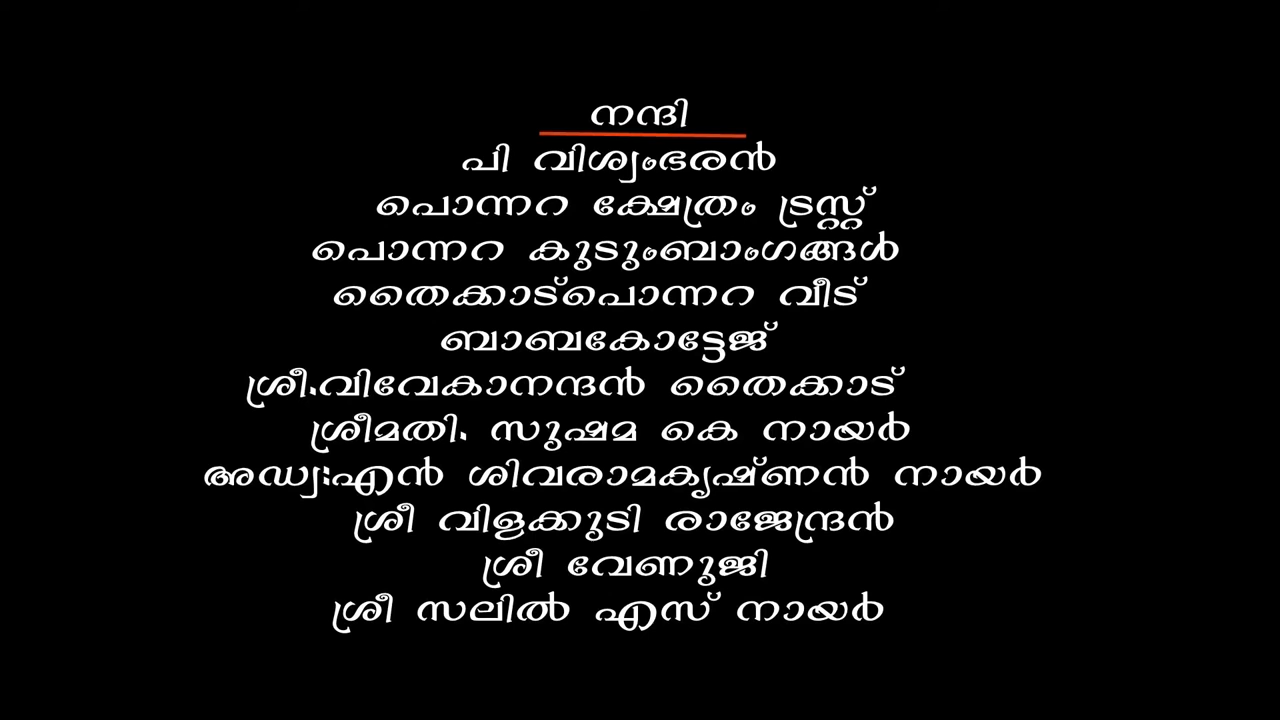 നന്ദി
പി വിശ്വംഭരൻ
പൊന്നറ ക്ഷേത്രം ട്രസ്റ്റ്
പൊന്നറ കുടുംബാംഗങ്ങൾ
തൈക്കാട്പൊന്നറ വീട്
ബാബകോട്ടേജ്
ശ്രീ.വിവേകാനന്ദൻ തൈക്കാട്
ശ്രീമതി. സുഷമ കെ നായർ
അഡ്വ:എൻ ശിവരാമകൃഷ്ണൻ നായർ
ശ്രീ വിളക്കുടി രാജേന്ദ്രൻ
ശ്രീ വേണുജി
ശ്രീ സലിൽ എസ് നായർ